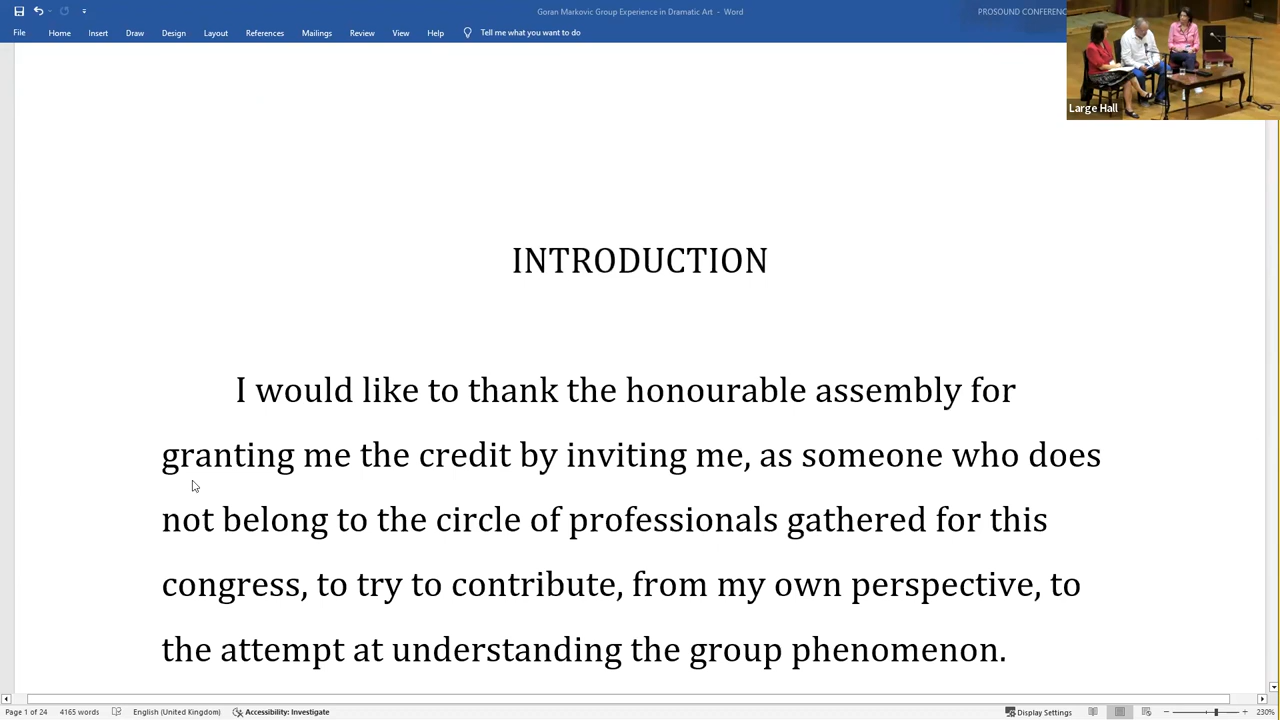 Goran Markovic Group Experience in Dramatic Art - Word
PROSOUND CONFERENC
File Home Insert Draw Design Layout References Mailings Review View Help Tell me what you want to do
Large Hall
INTRODUCTION
I would like to thank the honourable assembly for
granting me the credit by inviting me, as someone who does
not belong to the circle of professionals gathered for this
congress, to try to contribute, from my own perspective, to
the attempt at understanding the group phenomenon.
Page 1 of 24 4165 words English (United Kingdom) Accessibility: Investigate Display Settings 230%